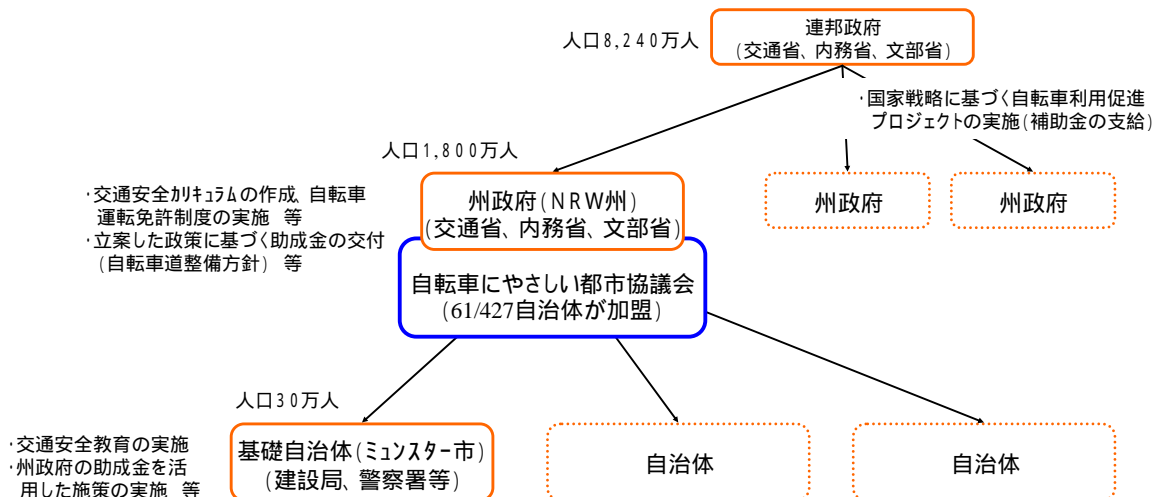 連邦政府
(交通省、内務省、文部省)
人口8,240万人
・国家戦略に基づく自転車利用促進
プロジェクトの実施(補助金の支給)
人口1,800万人
・交通安全カリキュラムの作成、自転車
運転免許制度の実施 等
・立案した政策に基づく助成金の交付
(自転車道整備方針) 等
州政府(NRW州)
(交通省、内務省、文部省)
州政府
州政府
自転車にやさしい都市協議会
(61/427自治体が加盟)
人口30万人
・交通安全教育の実施
・州政府の助成金を活
用した施策の実施 等
基礎自治体(ミュンスター市)
(建設局、警察署等)
自治体
自治体